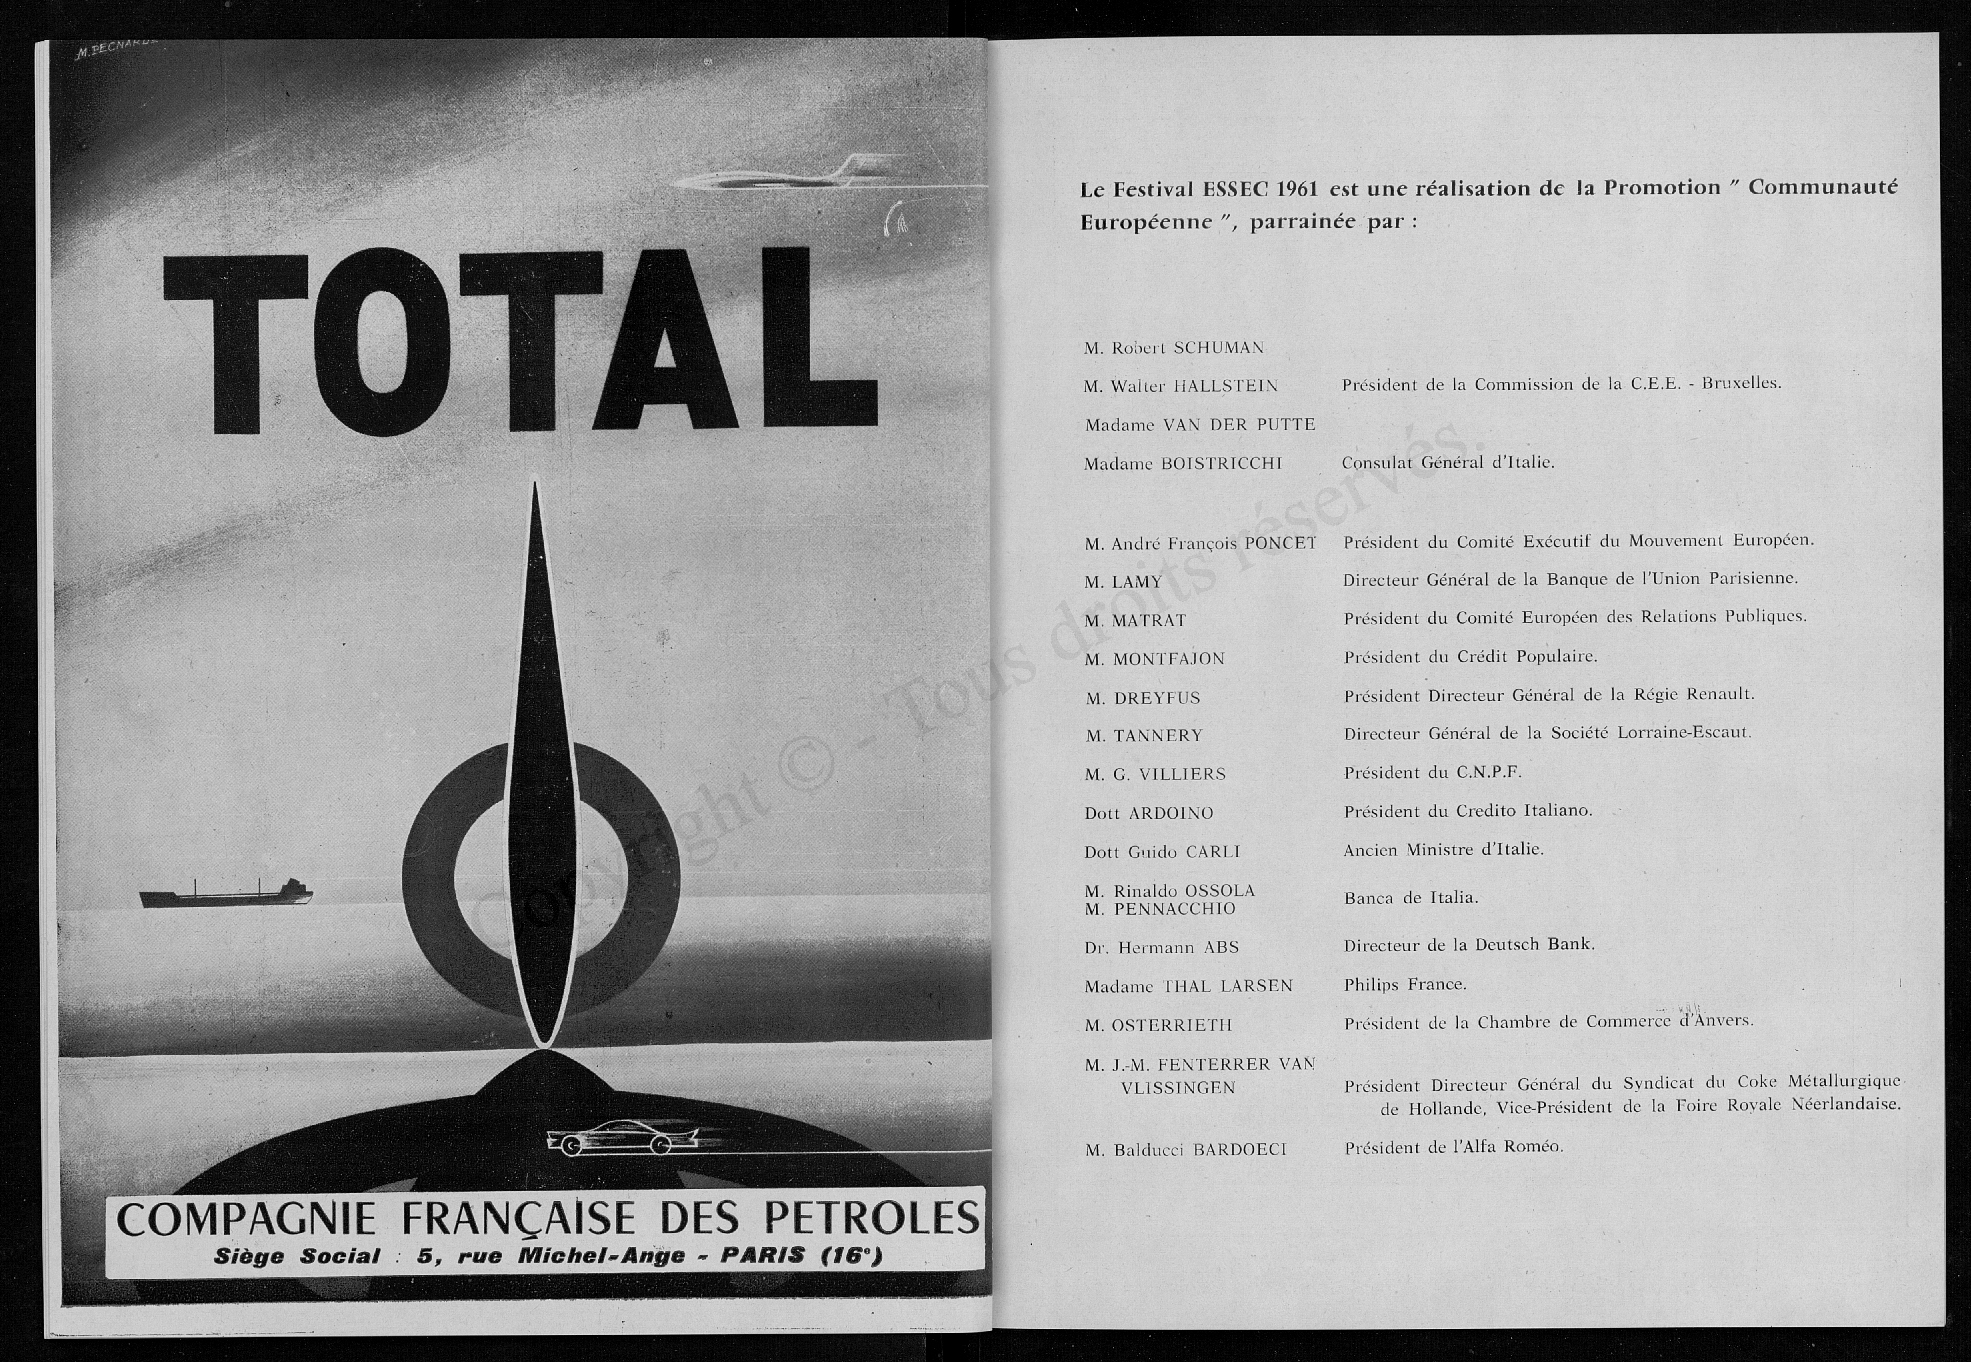 TOTAL
COMPAGNIE FRANÇAISE DES PETROLES
Siège Social : 5, rue Michel-Ange - PARIS (16e)
Le Festival ESSEC 1961 est une réalisation de la Promotion " Communauté
Européenne ", parrainée par :
M. Robert SCHUMAN
M. Walter HALLSTEIN Président de la Commission de la C.E.E. - Bruxelles.
Madame VAN DER PUTTE
Madame BOISTRICCHI Consulat Général d'Italie.
M. André François PONCET Président du Comité Exécutif du Mouvement Européen.
M. LAMY Directeur Général de la Banque de l'Union Parisienne.
M. MATRAT Président du Comité Européen des Relations Publiques.
M. MONTFAJON Président du Crédit Populaire.
M. DREYFUS Président Directeur Général de la Régie Renault.
M. TANNERY Directeur Général de la Société Lorraine-Escaut.
M. G. VILLIERS Président du C.N.P.F.
Dott ARDOINO Président du Credito Italiano.
Dott Guido CARLI Ancien Ministre d'Italie.
M. Rinaldo OSSOLA
M. PENNACCHIO Banca de Italia.
Dr. Hermann ABS Directeur de la Deutsch Bank.
Madame THAL LARSEN Philips France.
M. OSTERRIETH Président de la Chambre de Commerce d'Anvers.
M. J.-M. FENTERRER VAN
VLISSINGEN Président Directeur Général du Syndicat du Coke Métallurgique
de Hollande, Vice-Président de la Foire Royale Néerlandaise.
M. Balducci BARDOECI Président de l'Alfa Roméo.
Copyright © - Tous droits réservés.